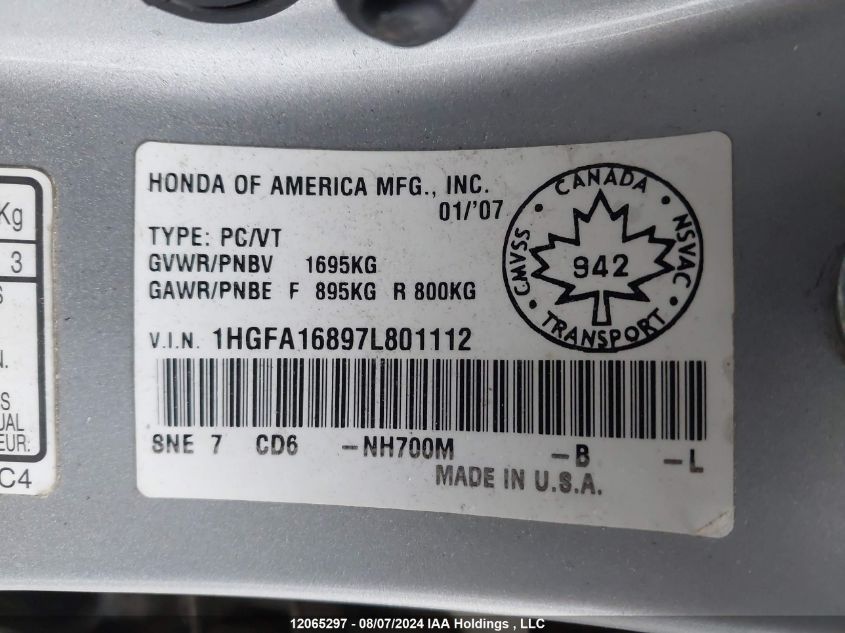 Kg
3
S
N.
S
UAL
EUR:
C4
HONDA OF AMERICA MFG., INC.
01/'07
TYPE: PC/VT
GVWR/PNBV 1695KG
GAWR/PNBE F 895KG R 800KG
V.I.N. 1HGFA16897L801112
SNE 7 CD6 -NH700M -B -L
MADE IN U.S.A.
CANADA
CMVSS 942 NSVAC
TRANSPORT
12065297 - 08/07/2024 IAA Holdings , LLC